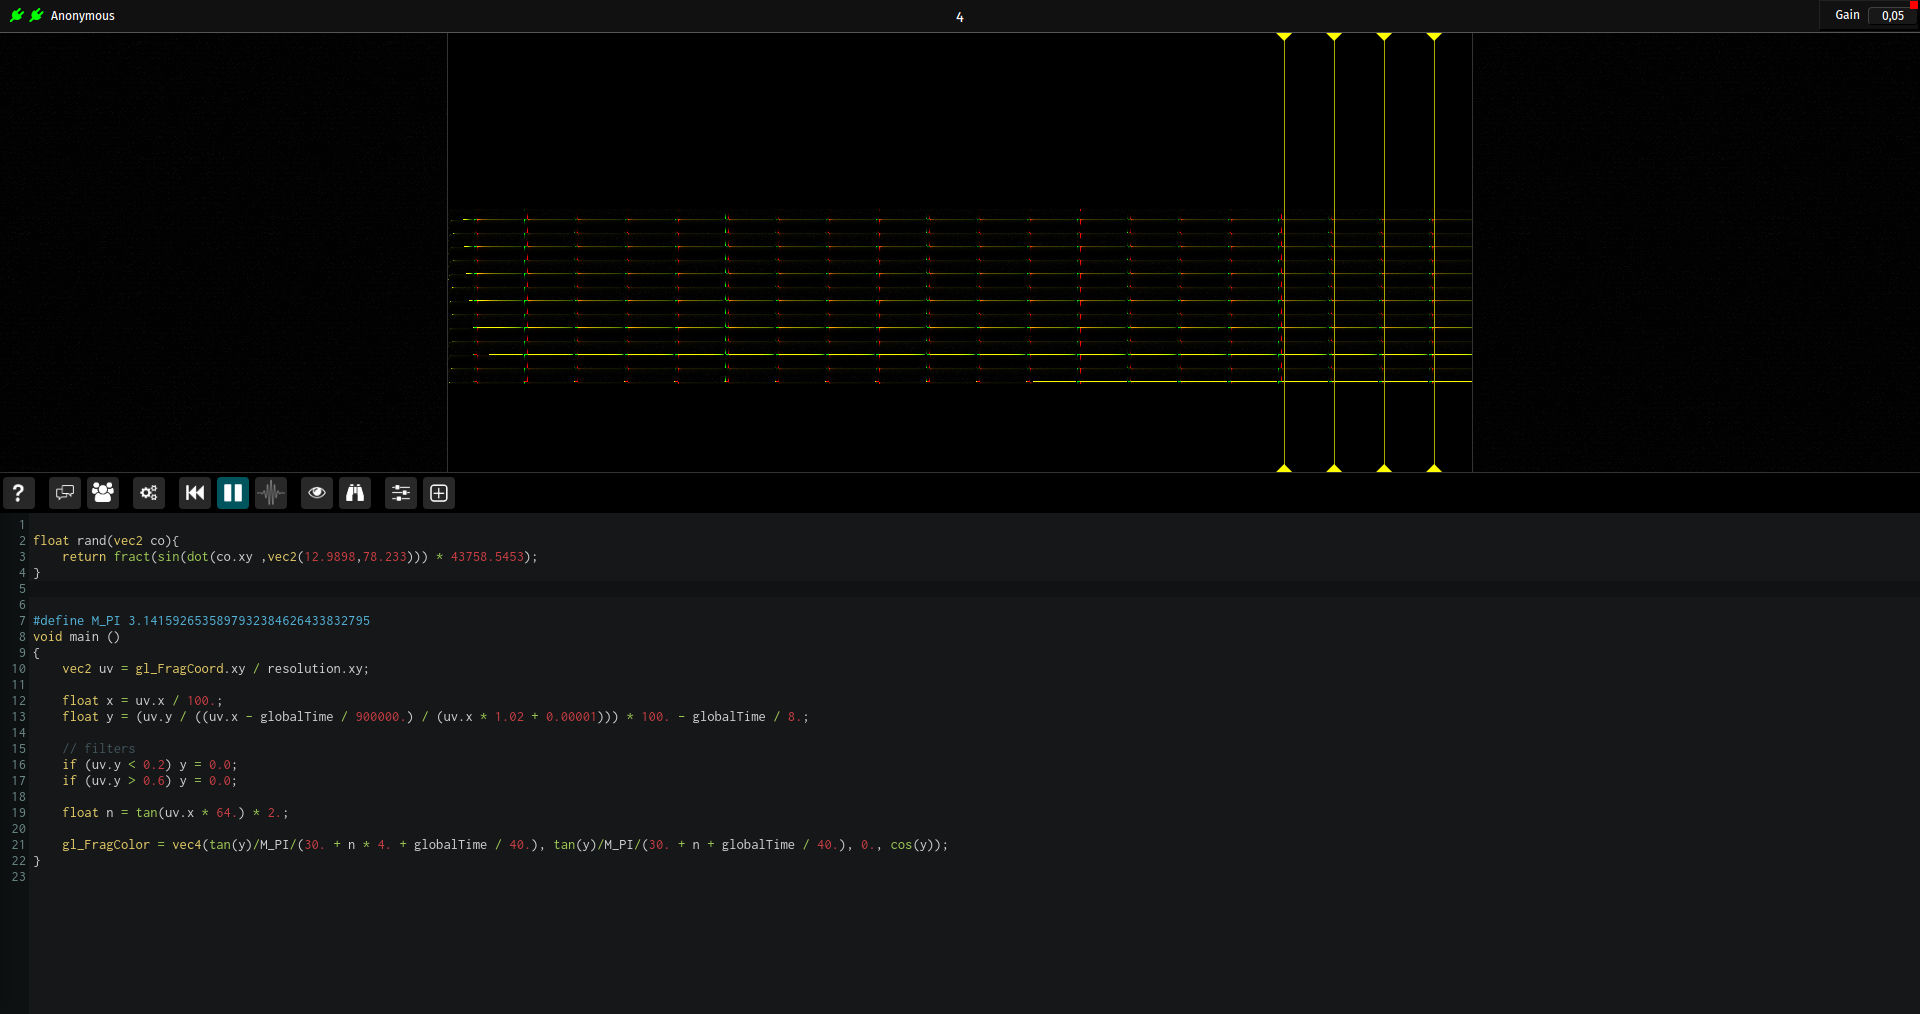 Anonymous
4
Gain 0,05
?
1
2 float rand(vec2 co){
3 return fract(sin(dot(co.xy ,vec2(12.9898,78.233))) * 43758.5453);
4 }
5
6
7 #define M_PI 3.1415926535897932384626433832795
8 void main ()
9 {
10 vec2 uv = gl_FragCoord.xy / resolution.xy;
11
12 float x = uv.x / 100.;
13 float y = (uv.y / ((uv.x - globalTime / 900000.) / (uv.x * 1.02 + 0.00001))) * 100. - globalTime / 8.;
14
15 // filters
16 if (uv.y < 0.2) y = 0.0;
17 if (uv.y > 0.6) y = 0.0;
18
19 float n = tan(uv.x * 64.) * 2.;
20
21 gl_FragColor = vec4(tan(y)/M_PI/(30. + n * 4. + globalTime / 40.), tan(y)/M_PI/(30. + n + globalTime / 40.), 0., cos(y));
22 }
23